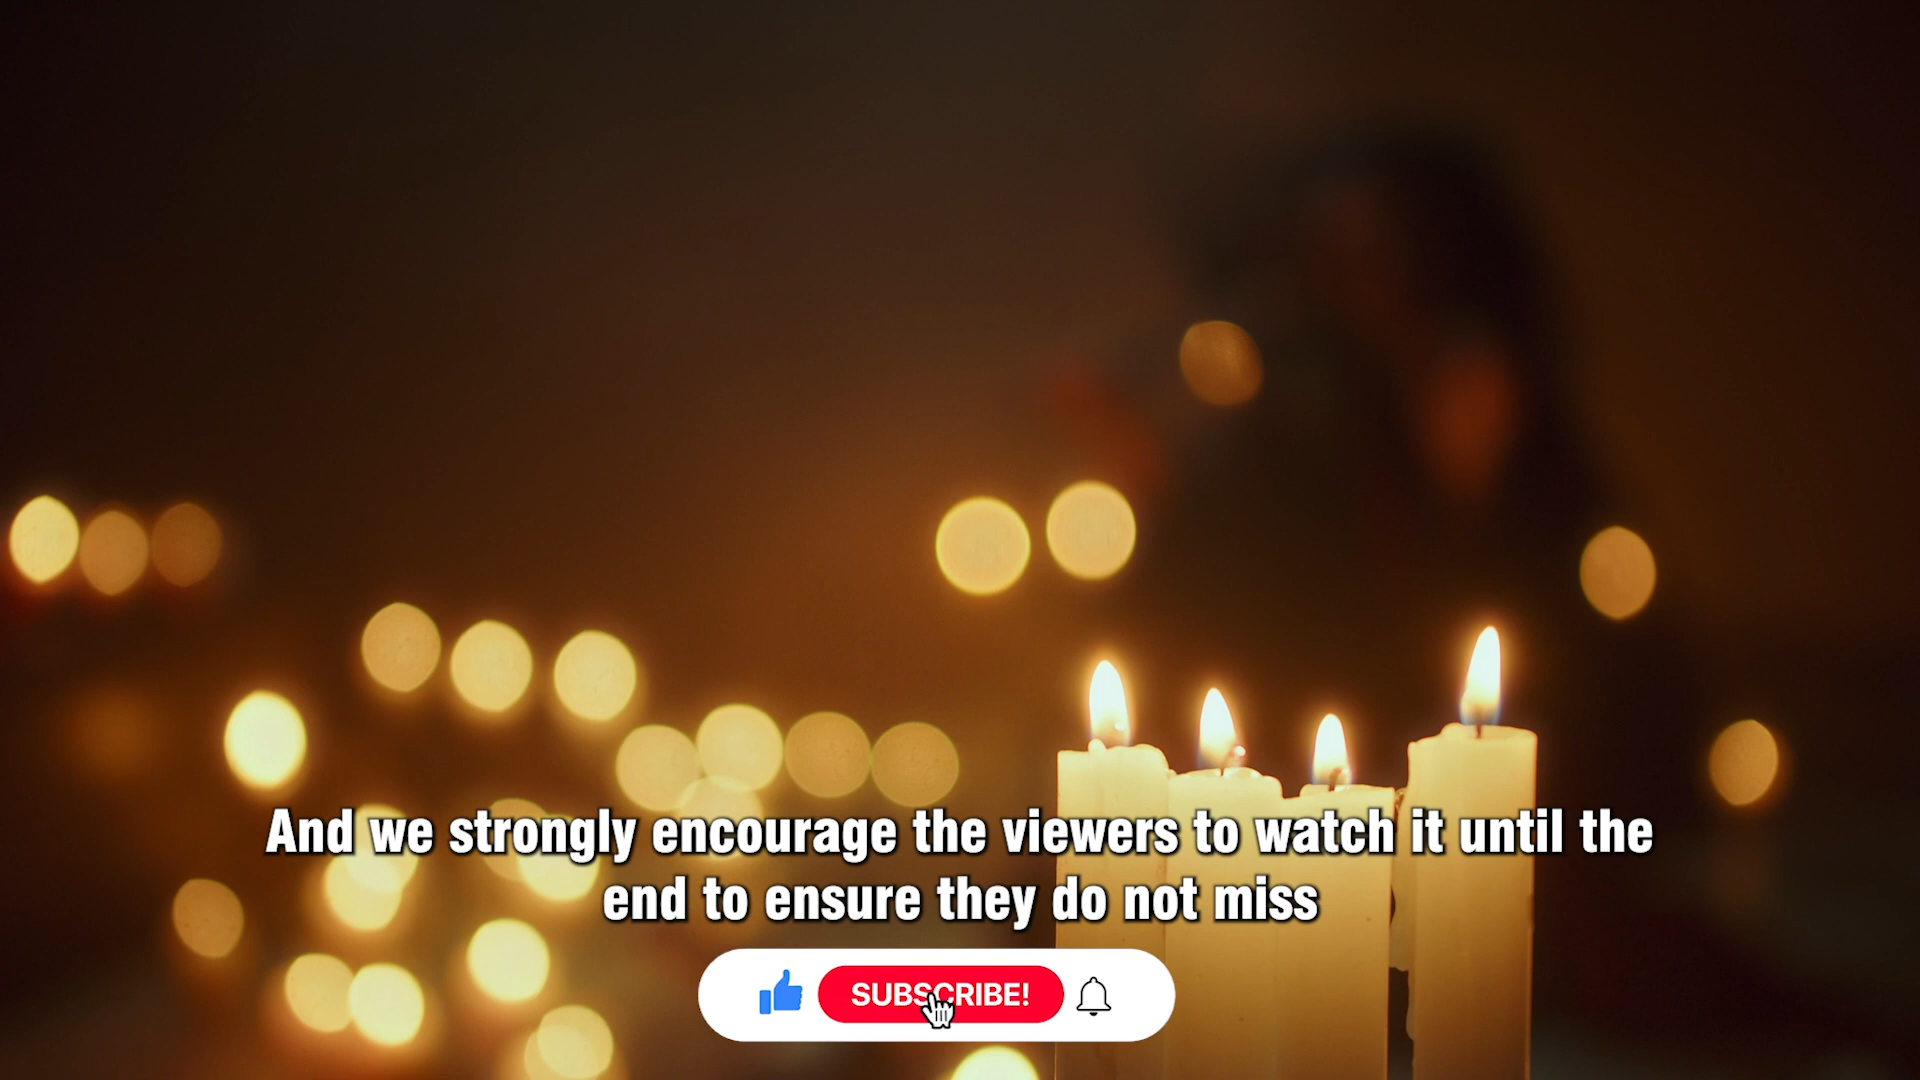 And we strongly encourage the viewers to watch it until the
end to ensure they do not miss
SUBSCRIBE!